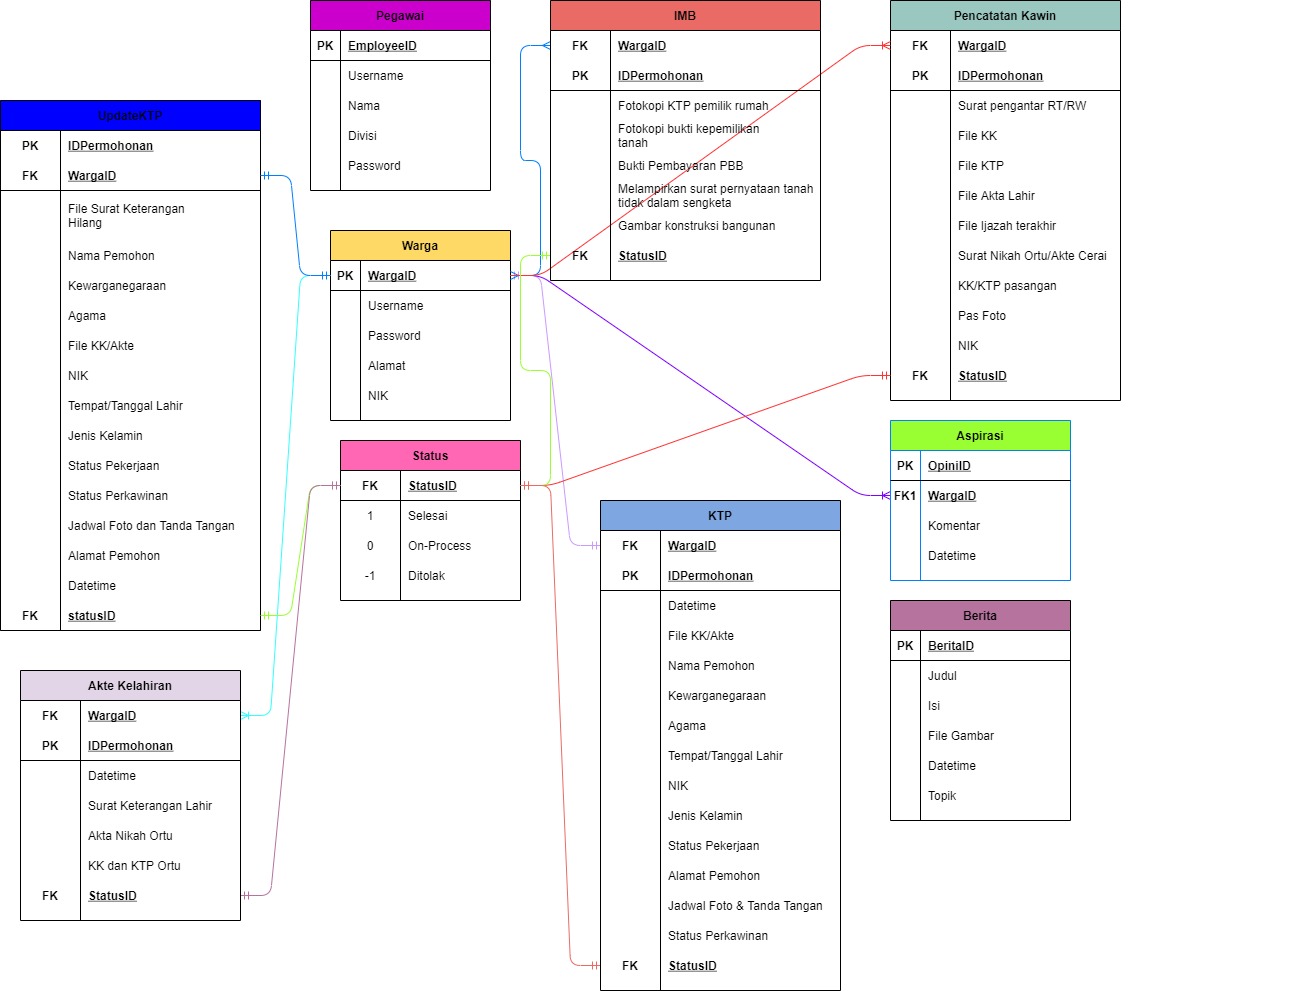 Pegawai
PK EmployeeID
Username
Nama
Divisi
Password
IMB
FK WargaID
PK IDPermohonan
Fotokopi KTP pemilik rumah
Fotokopi bukti kepemilikan
tanah
Bukti Pembayaran PBB
Melampirkan surat pernyataan tanah
tidak dalam sengketa
Gambar konstruksi bangunan
FK StatusID
Pencatatan Kawin
FK WargaID
PK IDPermohonan
Surat pengantar RT/RW
File KK
File KTP
File Akta Lahir
File Ijazah terakhir
Surat Nikah Ortu/Akte Cerai
KK/KTP pasangan
Pas Foto
NIK
FK StatusID
UpdateKTP
PK IDPermohonan
FK WargaID
File Surat Keterangan
Hilang
Nama Pemohon
Kewarganegaraan
Agama
File KK/Akte
NIK
Tempat/Tanggal Lahir
Jenis Kelamin
Status Pekerjaan
Status Perkawinan
Jadwal Foto dan Tanda Tangan
Alamat Pemohon
Datetime
FK statusID
Warga
PK WargaID
Username
Password
Alamat
NIK
Status
FK StatusID
1 Selesai
0 On-Process
-1 Ditolak
Aspirasi
PK OpiniID
FK1 WargaID
Komentar
Datetime
KTP
FK WargaID
PK IDPermohonan
Datetime
File KK/Akte
Nama Pemohon
Kewarganegaraan
Agama
Tempat/Tanggal Lahir
NIK
Jenis Kelamin
Status Pekerjaan
Alamat Pemohon
Jadwal Foto & Tanda Tangan
Status Perkawinan
FK StatusID
Berita
PK BeritaID
Judul
Isi
File Gambar
Datetime
Topik
Akte Kelahiran
FK WargaID
PK IDPermohonan
Datetime
Surat Keterangan Lahir
Akta Nikah Ortu
KK dan KTP Ortu
FK StatusID